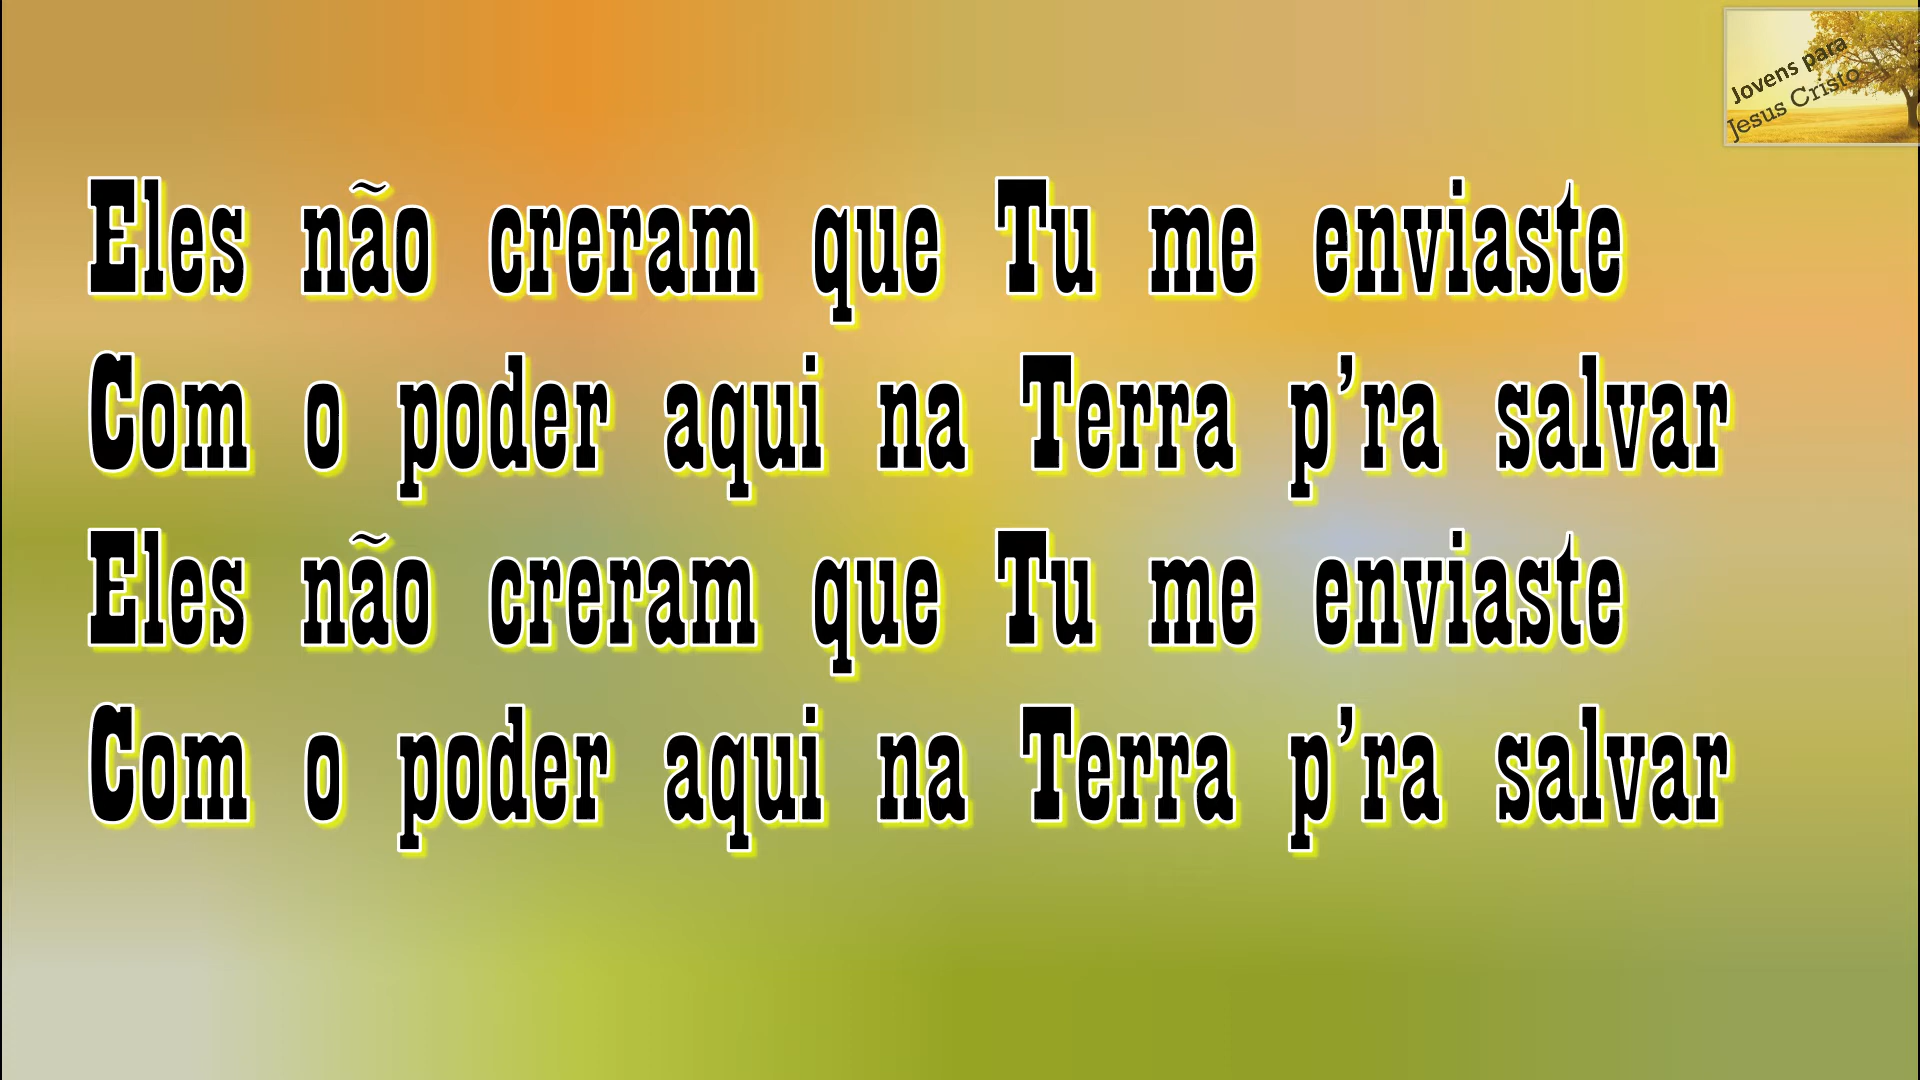 Jovens para
Jesus Cristo
Eles não creram que Tu me enviaste
Com o poder aqui na Terra p’ra salvar
Eles não creram que Tu me enviaste
Com o poder aqui na Terra p’ra salvar